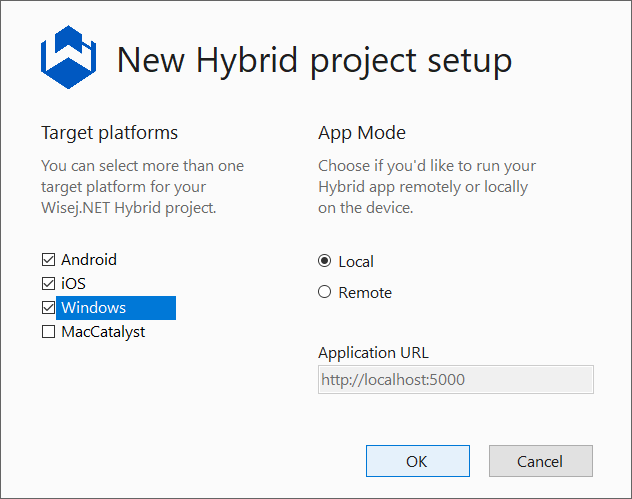 New Hybrid project setup
Target platforms
You can select more than one
target platform for your
Wisej.NET Hybrid project.
Android
iOS
Windows
MacCatalyst
App Mode
Choose if you'd like to run your
Hybrid app remotely or locally
on the device.
Local
Remote
Application URL
http://localhost:5000
OK
Cancel